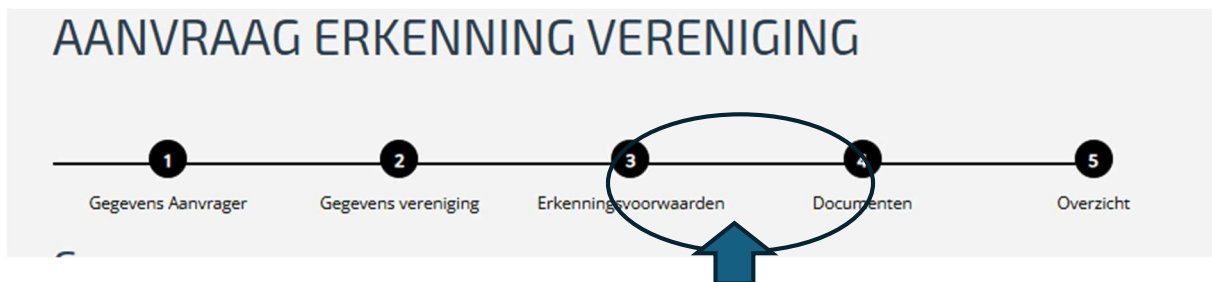 AANVRAAG ERKENNING VERENIGING
1 2 3 4 5
Gegevens Aanvrager Gegevens vereniging Erkenningsvoorwaarden Documenten Overzicht